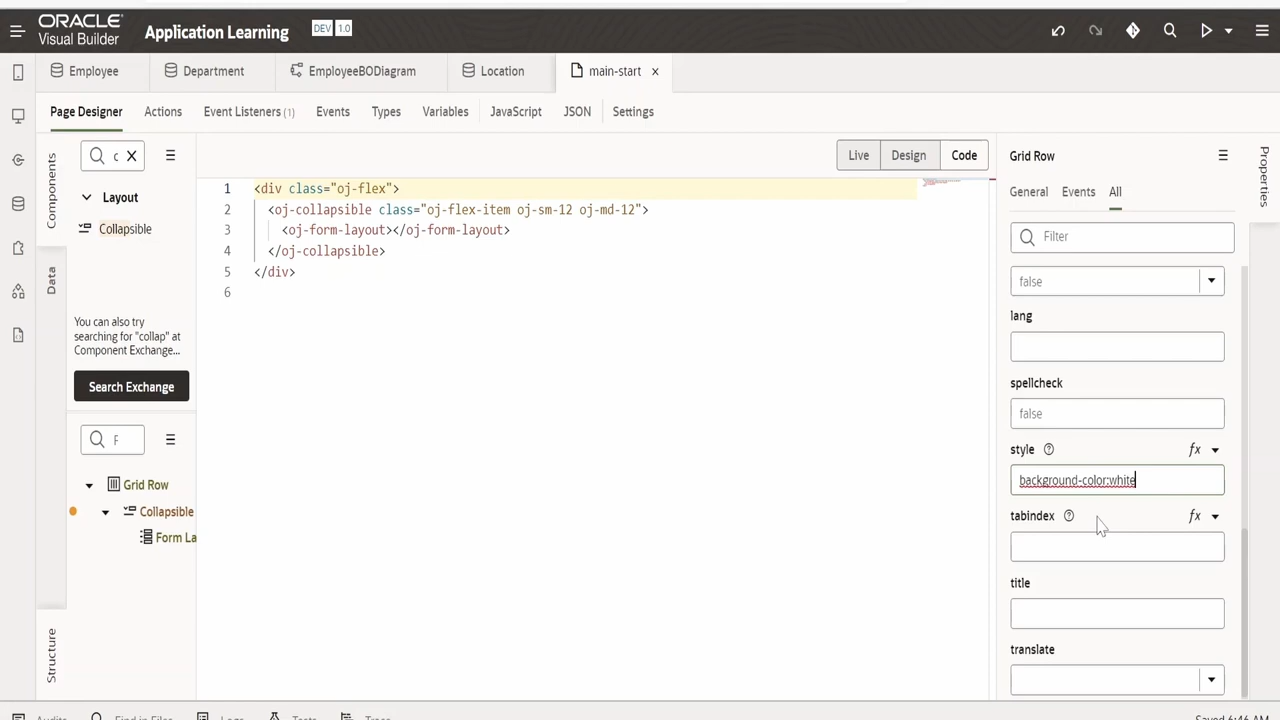 ORACLE
Visual Builder
Application Learning
DEV 1.0
Employee
Department
EmployeeBODiagram
Location
main-start
Page Designer
Actions
Event Listeners (1)
Events
Types
Variables
JavaScript
JSON
Settings
Components
Data
Structure
c
Layout
Collapsible
You can also try
searching for "collap" at
Component Exchange...
Search Exchange
F
Grid Row
Collapsible
Form La
Live
Design
Code
1 <div class="oj-flex">
2 <oj-collapsible class="oj-flex-item oj-sm-12 oj-md-12">
3 <oj-form-layout></oj-form-layout>
4 </oj-collapsible>
5 </div>
6
Grid Row
General
Events
All
Filter
false
lang
spellcheck
false
style
fx
background-color:white
tabindex
fx
title
translate
Properties
Audits
Find in Files
Logs
Tests
Trace
Saved 6:46 AM